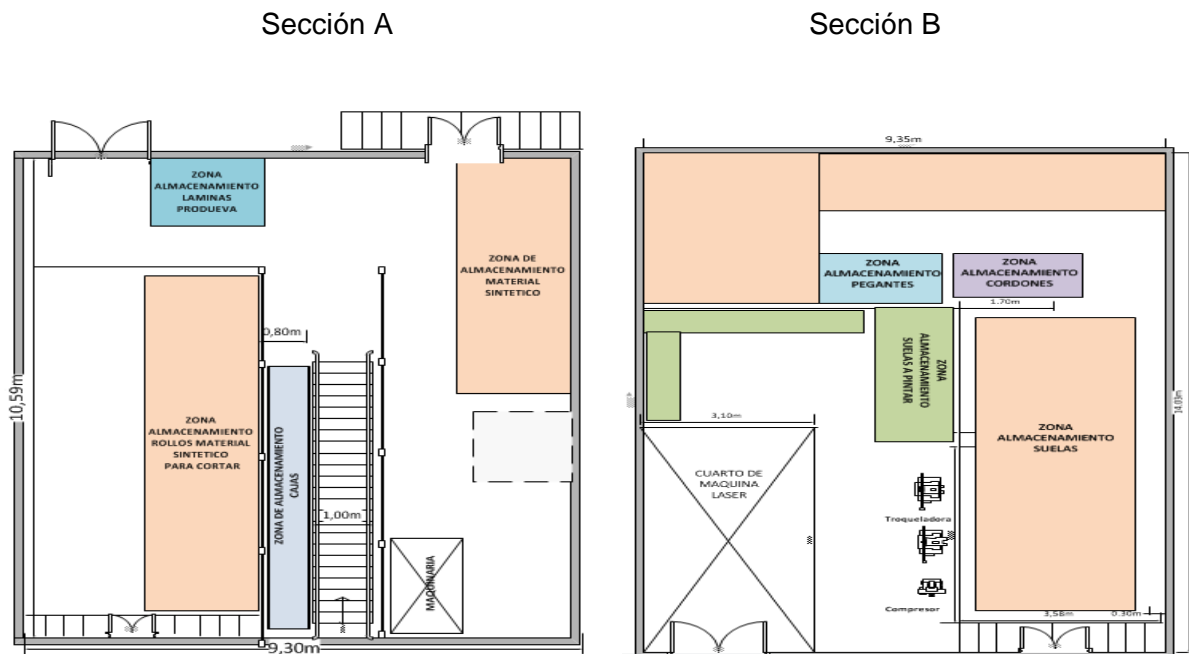 Sección A
Sección B
ZONA
ALMACENAMIENTO
LAMINAS
PRODUEVA
ZONA DE
ALMACENAMIENTO
MATERIAL
SINTETICO
0,80m
10,59m
ZONA
ALMACENAMIENTO
ROLLOS MATERIAL
SINTETICO
PARA CORTAR
ZONA DE ALMACENAMIENTO
CAJAS
1,00m
MAQUINARIA
9,30m
9,35m
ZONA
ALMACENAMIENTO
PEGANTES
ZONA
ALMACENAMIENTO
CORDONES
1.70m
ZONA
ALMACENAMIENTO
SUELAS A PINTAR
14.03m
3,10m
ZONA
ALMACENAMIENTO
SUELAS
CUARTO DE
MAQUINA
LASER
Troqueladora
Compresor
3,58m
0.30m